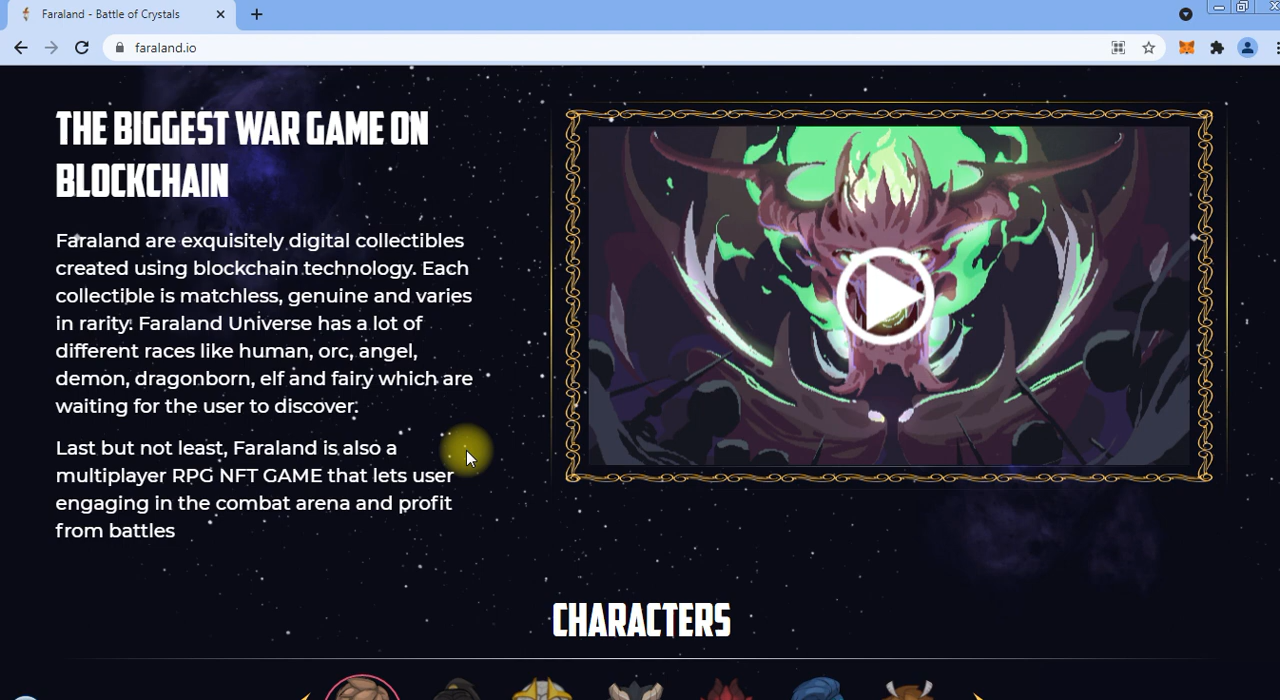 Faraland - Battle of Crystals
faraland.io
THE BIGGEST WAR GAME ON
BLOCKCHAIN
Faraland are exquisitely digital collectibles
created using blockchain technology. Each
collectible is matchless, genuine and varies
in rarity. Faraland Universe has a lot of
different races like human, orc, angel,
demon, dragonborn, elf and fairy which are
waiting for the user to discover.
Last but not least, Faraland is also a
multiplayer RPG NFT GAME that lets user
engaging in the combat arena and profit
from battles
CHARACTERS